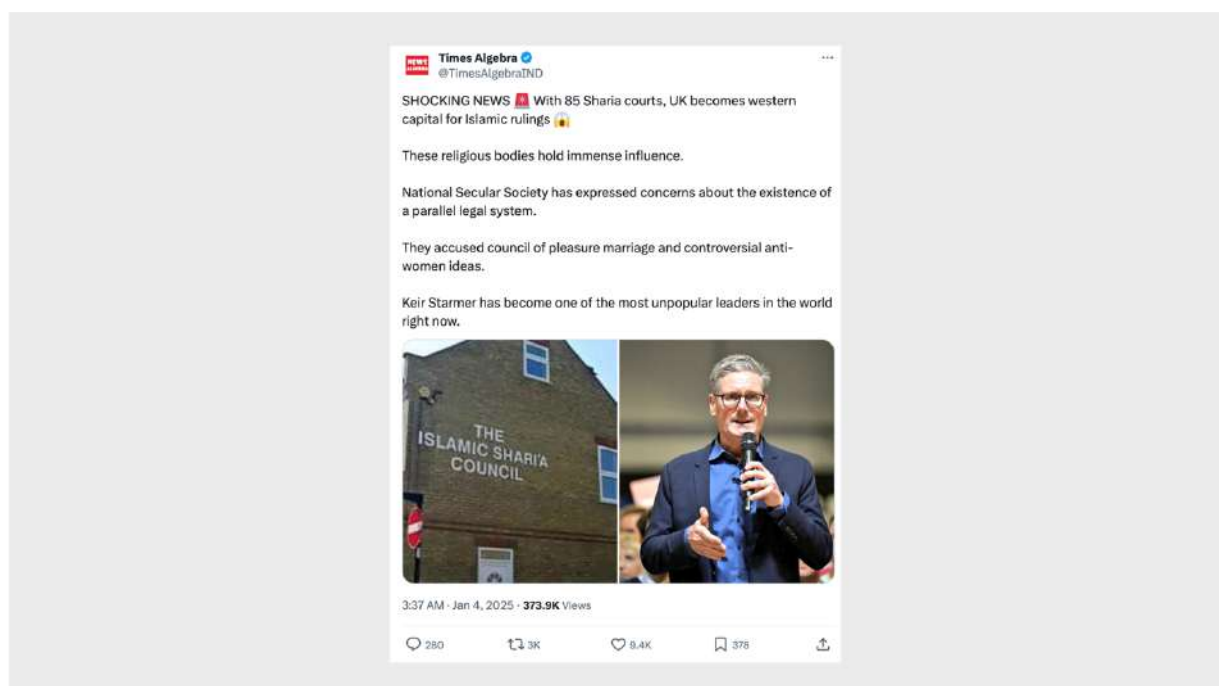 NEWS
ALGEBRA
Times Algebra
@TimesAlgebraIND
SHOCKING NEWS 🚨 With 85 Sharia courts, UK becomes western
capital for Islamic rulings 😱
These religious bodies hold immense influence.
National Secular Society has expressed concerns about the existence of
a parallel legal system.
They accused council of pleasure marriage and controversial anti-
women ideas.
Keir Starmer has become one of the most unpopular leaders in the world
right now.
THE
ISLAMIC SHARI'A
COUNCIL
3:37 AM · Jan 4, 2025 · 373.9K Views
280 3K 9.4K 376